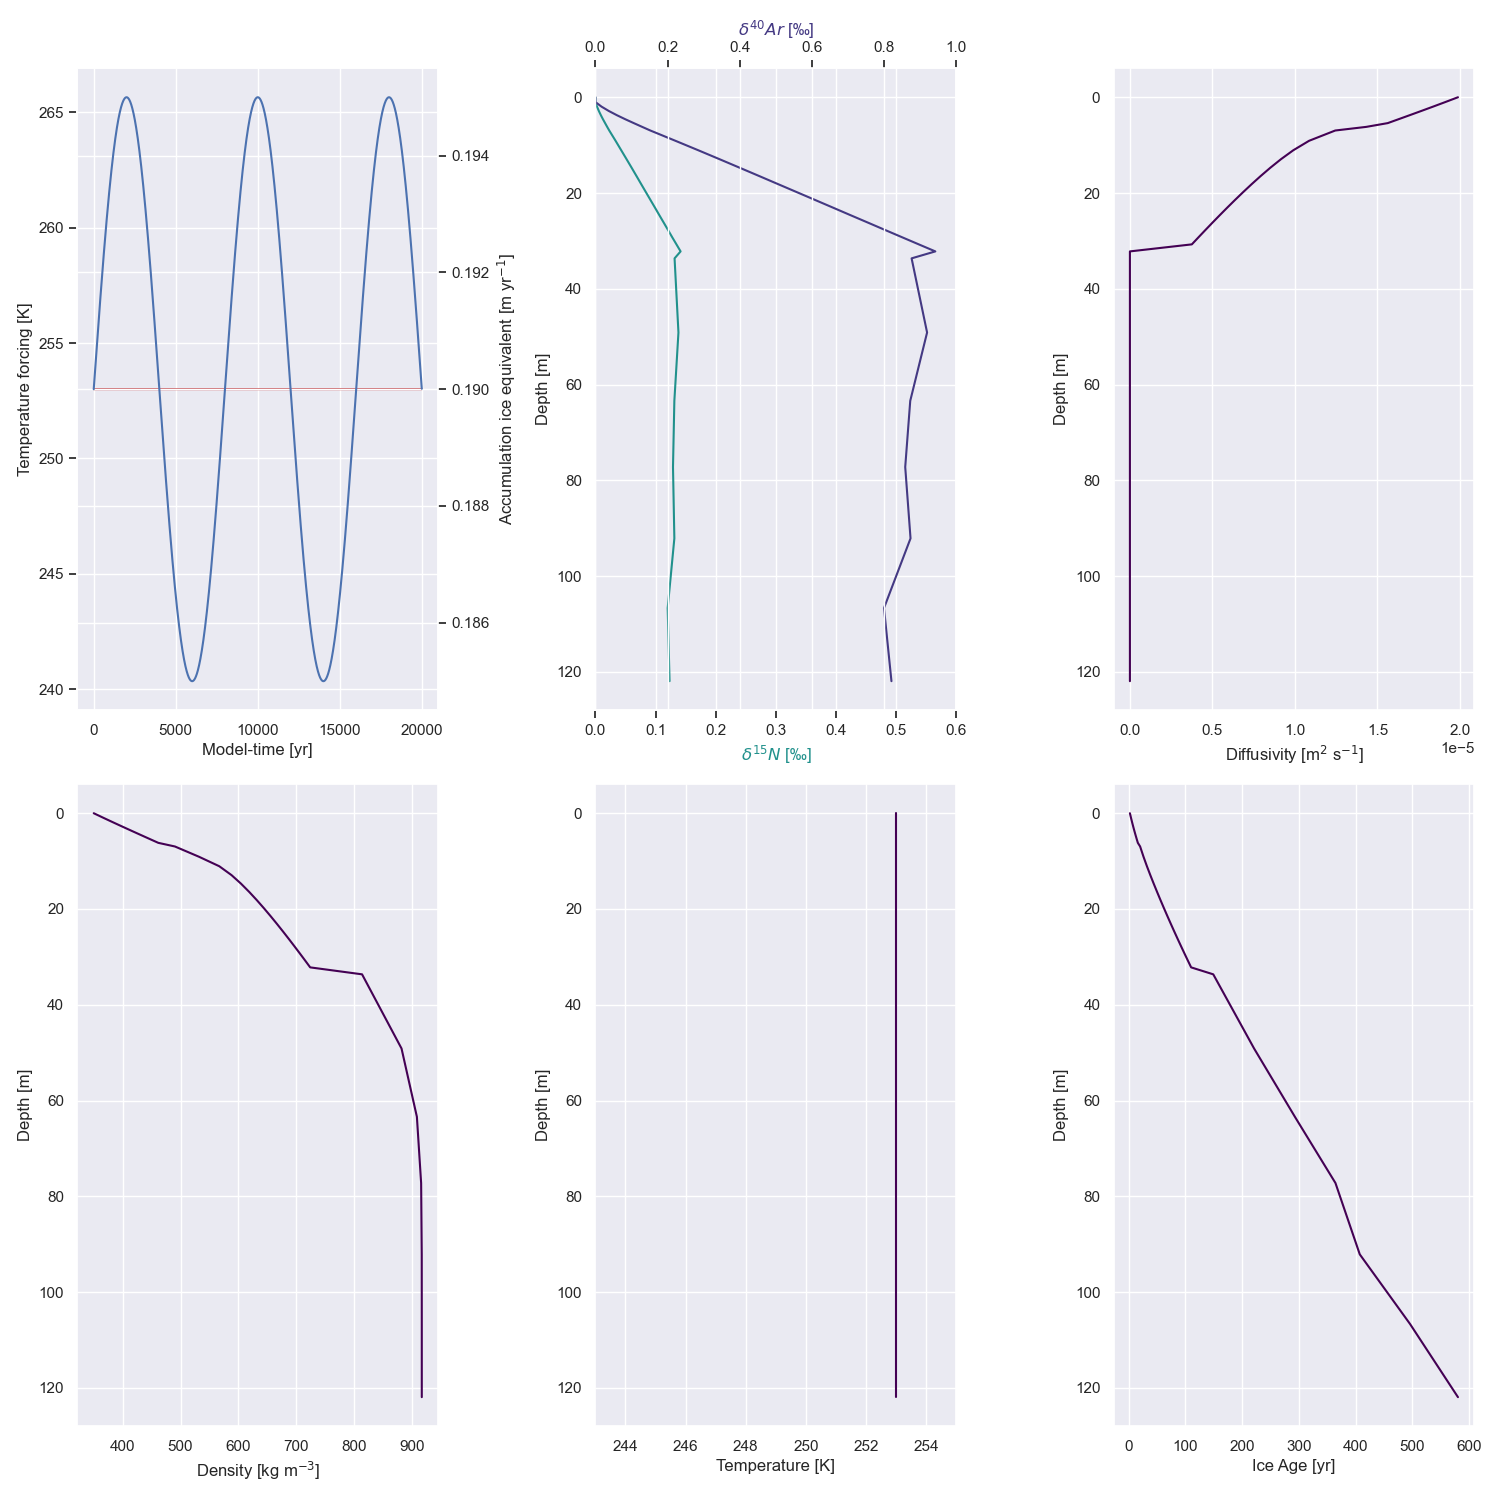 265
260
255
250
245
240
Temperature forcing [K]
0 5000 10000 15000 20000
Model-time [yr]
0.194
0.192
0.190
0.188
0.186
Accumulation ice equivalent [m yr⁻¹]
δ⁴⁰Ar [‰]
0.0 0.2 0.4 0.6 0.8 1.0
0
20
40
60
80
100
120
Depth [m]
0.0 0.1 0.2 0.3 0.4 0.5 0.6
δ¹⁵N [‰]
0
20
40
60
80
100
120
Depth [m]
0.0 0.5 1.0 1.5 2.0
1e−5
Diffusivity [m² s⁻¹]
0
20
40
60
80
100
120
Depth [m]
400 500 600 700 800 900
Density [kg m⁻³]
0
20
40
60
80
100
120
Depth [m]
244 246 248 250 252 254
Temperature [K]
0
20
40
60
80
100
120
Depth [m]
0 100 200 300 400 500 600
Ice Age [yr]